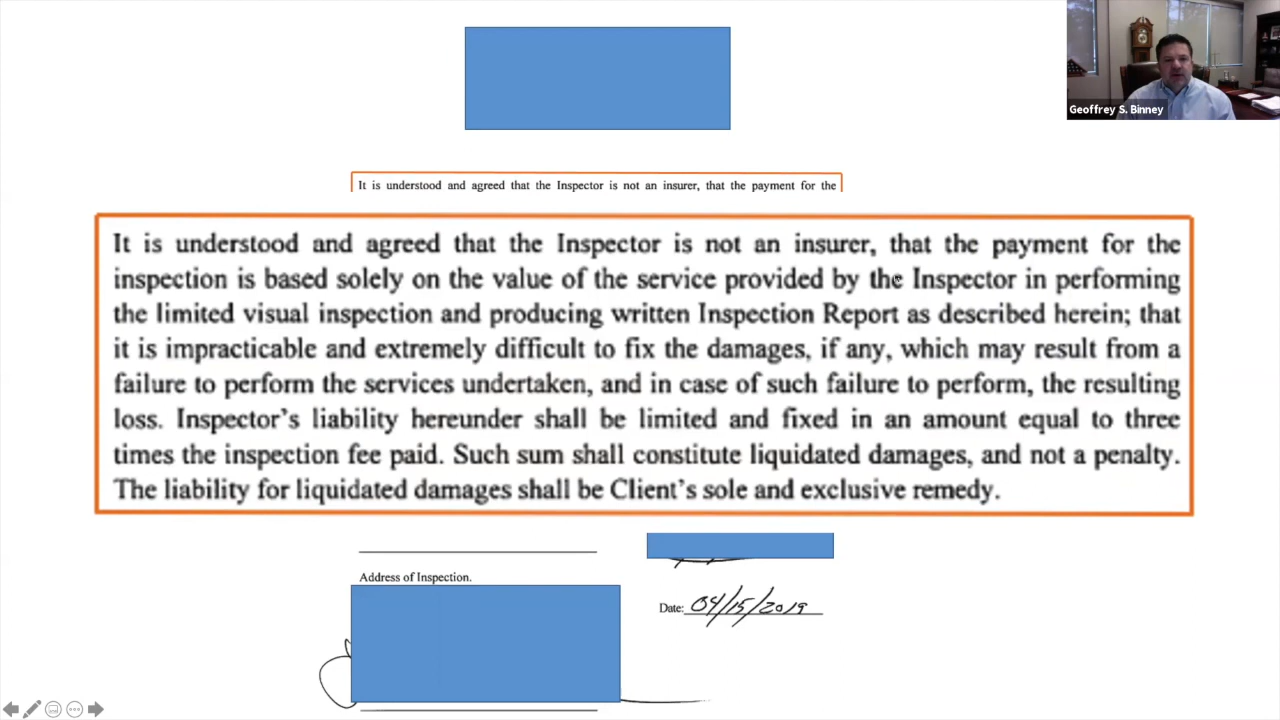 Geoffrey S. Binney
It is understood and agreed that the Inspector is not an insurer, that the payment for the
It is understood and agreed that the Inspector is not an insurer, that the payment for the
inspection is based solely on the value of the service provided by the Inspector in performing
the limited visual inspection and producing written Inspection Report as described herein; that
it is impracticable and extremely difficult to fix the damages, if any, which may result from a
failure to perform the services undertaken, and in case of such failure to perform, the resulting
loss. Inspector's liability hereunder shall be limited and fixed in an amount equal to three
times the inspection fee paid. Such sum shall constitute liquidated damages, and not a penalty.
The liability for liquidated damages shall be Client's sole and exclusive remedy.
Address of Inspection.
Date: 04/15/2019